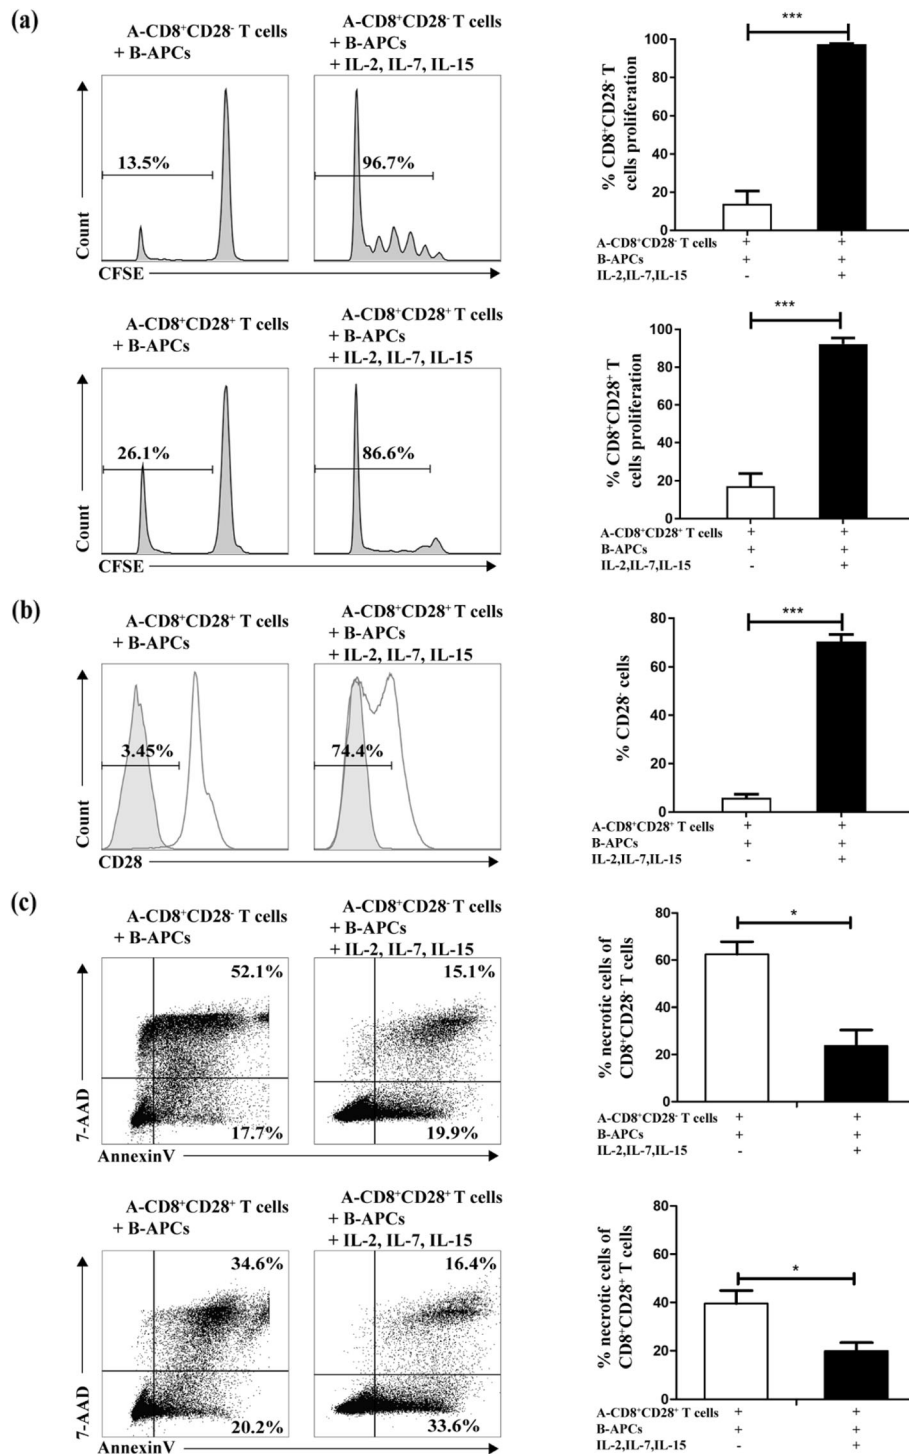 (a)
A-CD8⁺CD28⁻ T cells
+ B-APCs
A-CD8⁺CD28⁻ T cells
+ B-APCs
+ IL-2, IL-7, IL-15
13.5%
96.7%
Count
CFSE
***
% CD8⁺CD28⁻ T
cells proliferation
100
80
60
40
20
0
A-CD8⁺CD28⁻ T cells + +
B-APCs + +
IL-2,IL-7,IL-15 - +
A-CD8⁺CD28⁺ T cells
+ B-APCs
A-CD8⁺CD28⁺ T cells
+ B-APCs
+ IL-2, IL-7, IL-15
26.1%
86.6%
Count
CFSE
***
% CD8⁺CD28⁺ T
cells proliferation
100
80
60
40
20
0
A-CD8⁺CD28⁺ T cells + +
B-APCs + +
IL-2,IL-7,IL-15 - +
(b)
A-CD8⁺CD28⁺ T cells
+ B-APCs
A-CD8⁺CD28⁺ T cells
+ B-APCs
+ IL-2, IL-7, IL-15
3.45%
74.4%
Count
CD28
***
% CD28⁻ cells
80
60
40
20
0
A-CD8⁺CD28⁺ T cells + +
B-APCs + +
IL-2,IL-7,IL-15 - +
(c)
A-CD8⁺CD28⁻ T cells
+ B-APCs
A-CD8⁺CD28⁻ T cells
+ B-APCs
+ IL-2, IL-7, IL-15
52.1%
15.1%
17.7%
19.9%
7-AAD
AnnexinV
*
% necrotic cells of
CD8⁺CD28⁻ T cells
80
60
40
20
0
A-CD8⁺CD28⁻ T cells + +
B-APCs + +
IL-2,IL-7,IL-15 - +
A-CD8⁺CD28⁺ T cells
+ B-APCs
A-CD8⁺CD28⁺ T cells
+ B-APCs
+ IL-2, IL-7, IL-15
34.6%
16.4%
20.2%
33.6%
7-AAD
AnnexinV
*
% necrotic cells of
CD8⁺CD28⁺ T cells
80
60
40
20
0
A-CD8⁺CD28⁺ T cells + +
B-APCs + +
IL-2,IL-7,IL-15 - +